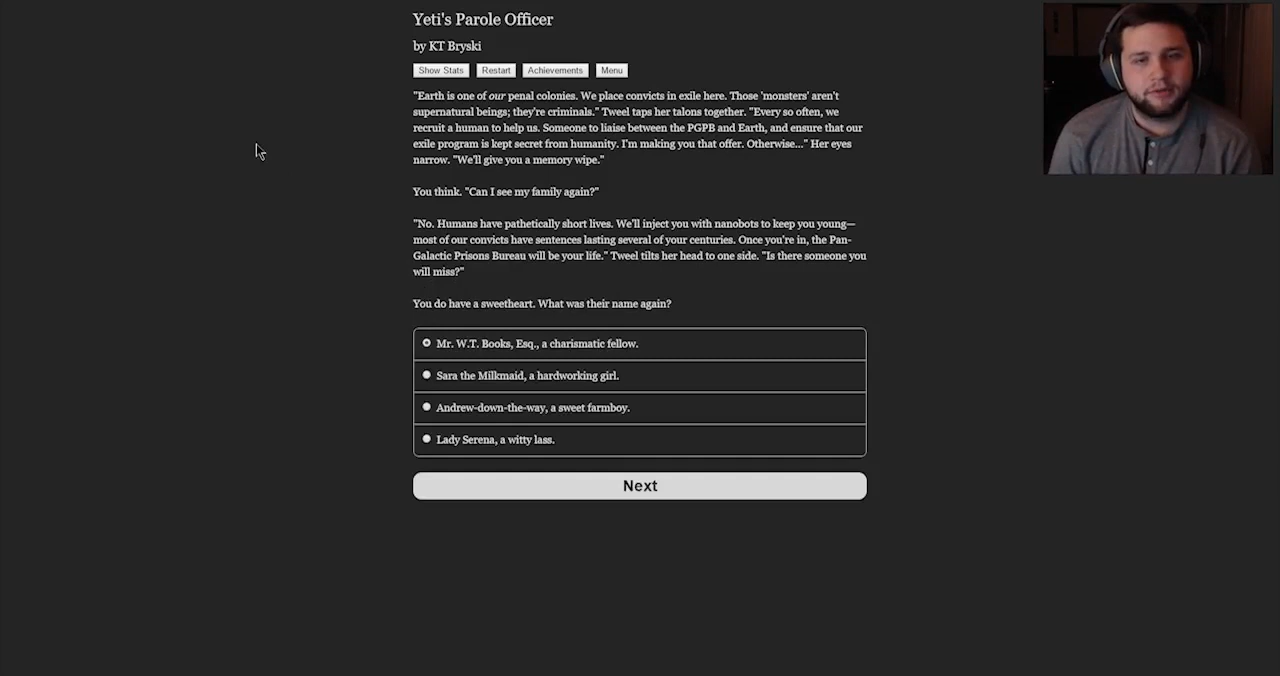 Yeti's Parole Officer
by KT Bryski
Show Stats Restart Achievements Menu
"Earth is one of our penal colonies. We place convicts in exile here. Those 'monsters' aren't
supernatural beings; they're criminals." Tweel taps her talons together. "Every so often, we
recruit a human to help us. Someone to liaise between the PGPB and Earth, and ensure that our
exile program is kept secret from humanity. I'm making you that offer. Otherwise..." Her eyes
narrow. "We'll give you a memory wipe."
You think. "Can I see my family again?"
"No. Humans have pathetically short lives. We'll inject you with nanobots to keep you young—
most of our convicts have sentences lasting several of your centuries. Once you're in, the Pan-
Galactic Prisons Bureau will be your life." Tweel tilts her head to one side. "Is there someone you
will miss?"
You do have a sweetheart. What was their name again?
Mr. W.T. Books, Esq., a charismatic fellow.
Sara the Milkmaid, a hardworking girl.
Andrew-down-the-way, a sweet farmboy.
Lady Serena, a witty lass.
Next